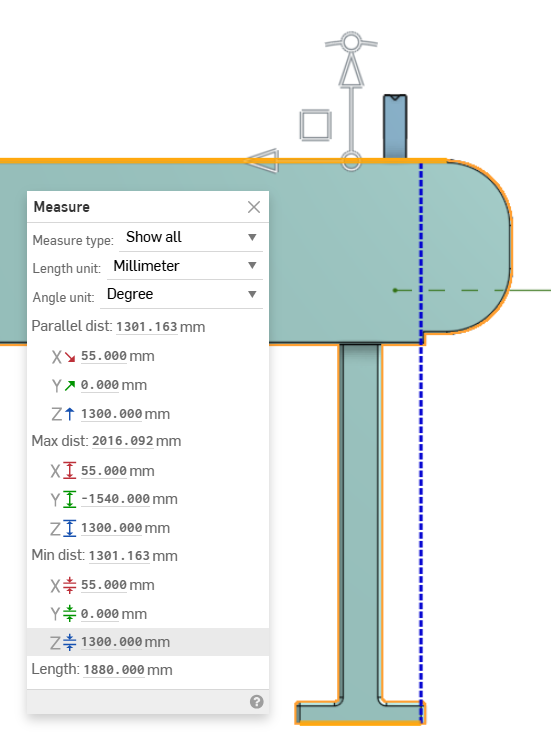 Measure
Measure type: Show all
Length unit: Millimeter
Angle unit: Degree
Parallel dist: 1301.163 mm
X 55.000 mm
Y 0.000 mm
Z 1300.000 mm
Max dist: 2016.092 mm
X 55.000 mm
Y -1540.000 mm
Z 1300.000 mm
Min dist: 1301.163 mm
X 55.000 mm
Y 0.000 mm
Z 1300.000 mm
Length: 1880.000 mm
?